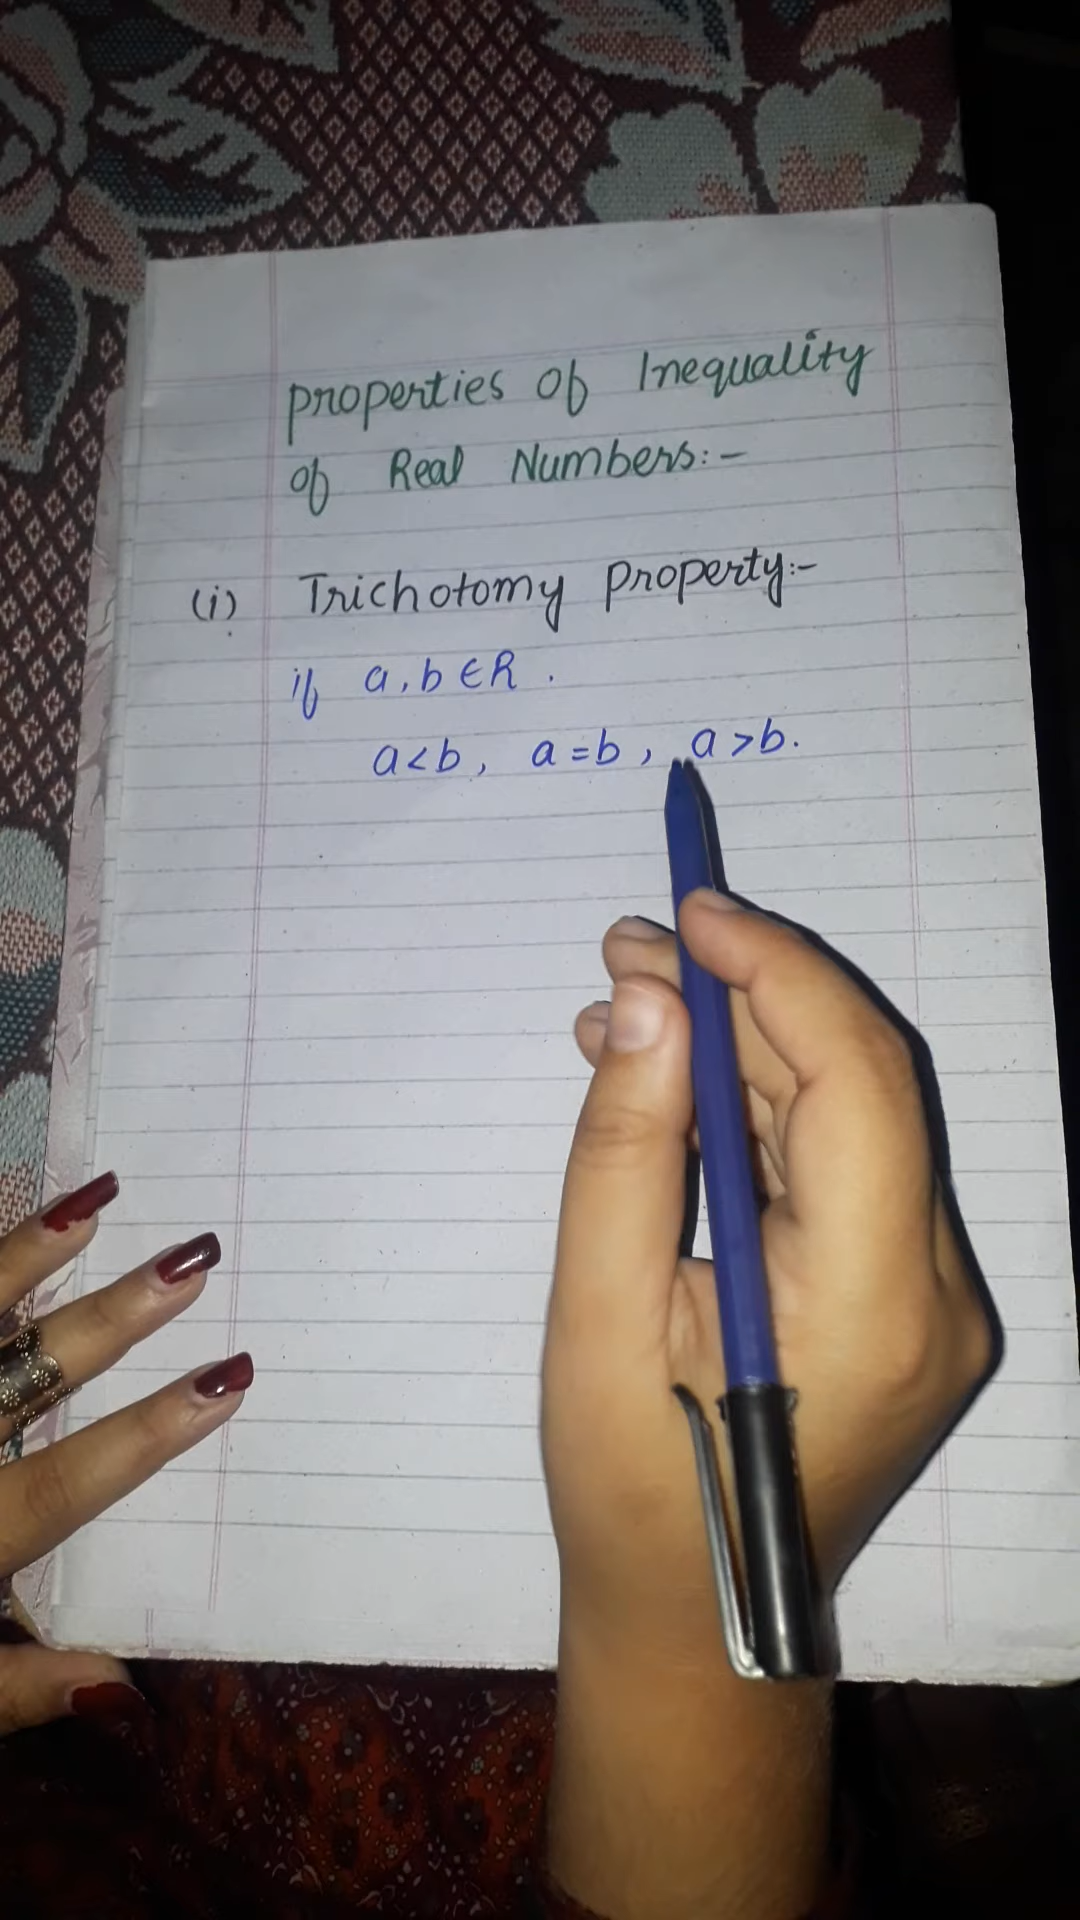 Properties of Inequality
of Real Numbers:-
(i) Trichotomy Property:-
if a, b ∈ R .
a < b , a = b , a > b.